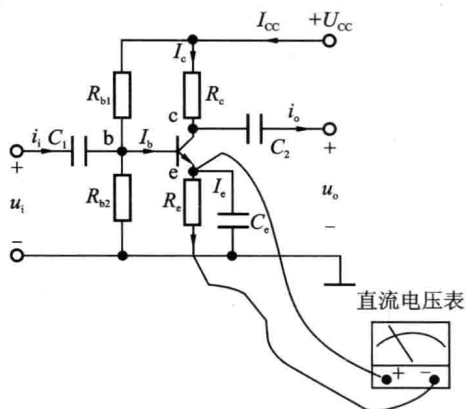 I_CC +U_CC
I_c
R_b1 R_c
c
i_i C_1 b I_b i_o
C_2
+ e +
u_i R_b2 R_e I_e C_e u_o
− −
直流电压表
+ −